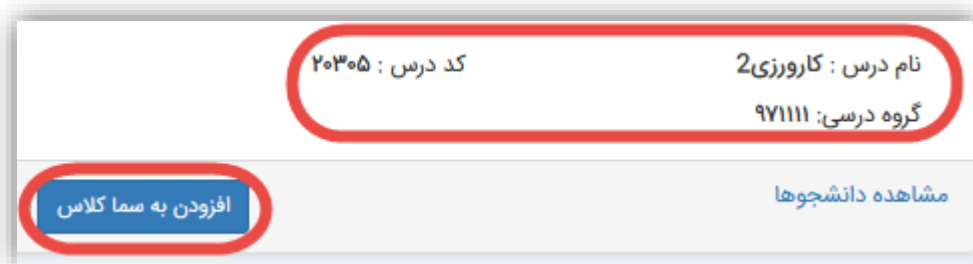 نام درس : کارورزی2 کد درس : ۲۰۳۰۵
گروه درسی: ۹۷۱۱۱۱
مشاهده دانشجوها افزودن به سما کلاس